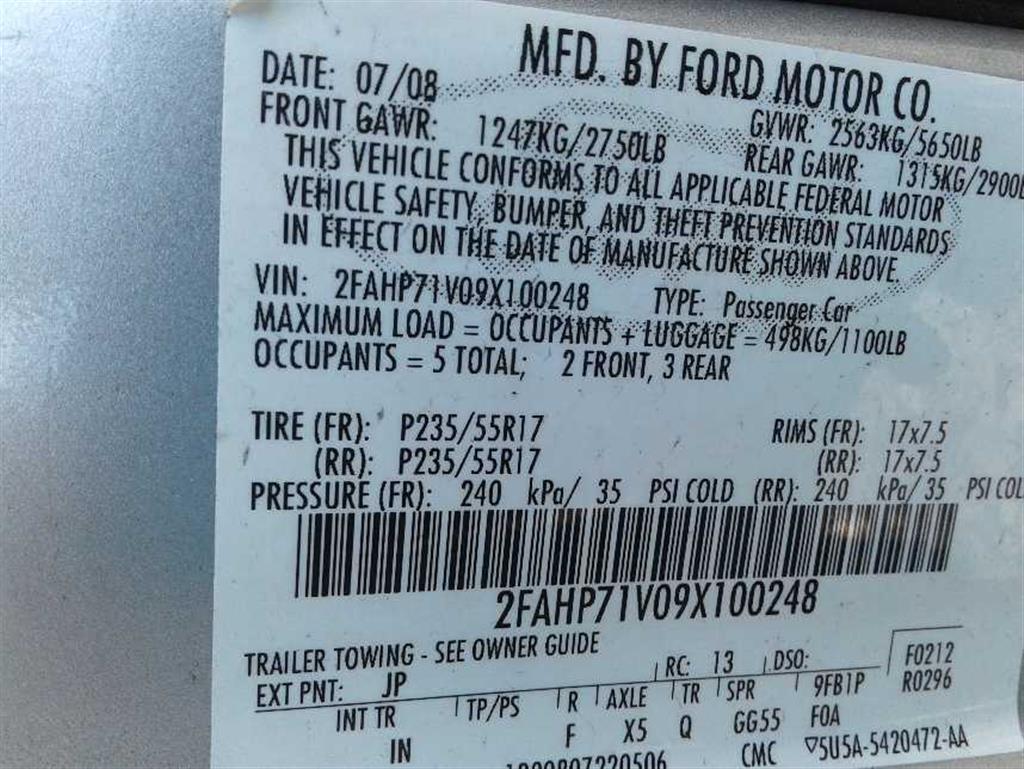 MFD. BY FORD MOTOR CO.
DATE: 07/08 GVWR: 2563KG/5650LB
FRONT GAWR: 1247KG/2750LB REAR GAWR: 1315KG/2900L
THIS VEHICLE CONFORMS TO ALL APPLICABLE FEDERAL MOTOR
VEHICLE SAFETY, BUMPER, AND THEFT PREVENTION STANDARDS
IN EFFECT ON THE DATE OF MANUFACTURE SHOWN ABOVE.
VIN: 2FAHP71V09X100248 TYPE: Passenger Car
MAXIMUM LOAD = OCCUPANTS + LUGGAGE = 498KG/1100LB
OCCUPANTS = 5 TOTAL; 2 FRONT, 3 REAR
TIRE (FR): P235/55R17 RIMS (FR): 17x7.5
(RR): P235/55R17 (RR): 17x7.5
PRESSURE (FR): 240 kPa/ 35 PSI COLD (RR): 240 kPa/ 35 PSI COL
2FAHP71V09X100248
TRAILER TOWING - SEE OWNER GUIDE
EXT PNT: JP RC: 13 DSO: F0212
INT TR TP/PS R AXLE TR SPR 9FB1P R0296
IN F X5 Q GG55 F0A
CMC ▽5U5A-5420472-AA